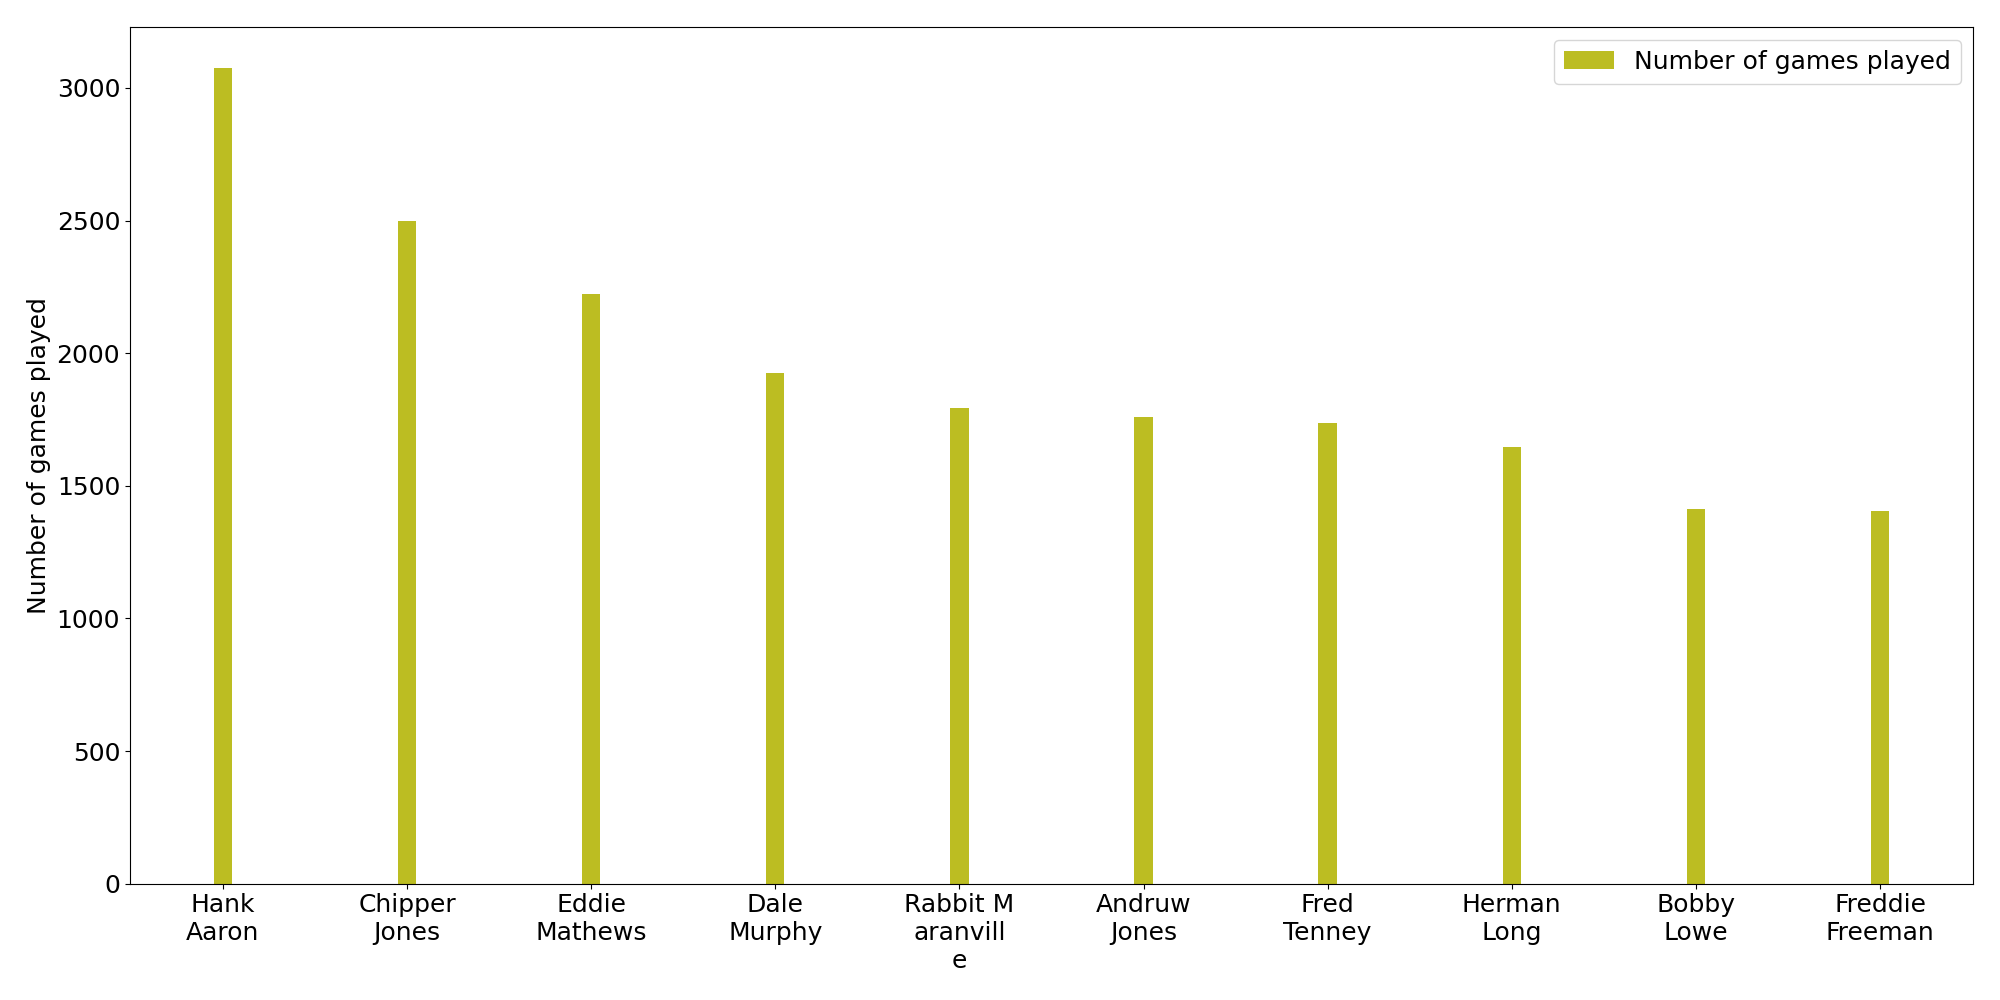 Number of games played
Number of games played
3000
2500
2000
1500
1000
500
0
Hank
Aaron
Chipper
Jones
Eddie
Mathews
Dale
Murphy
Rabbit M
aranvill
e
Andruw
Jones
Fred
Tenney
Herman
Long
Bobby
Lowe
Freddie
Freeman